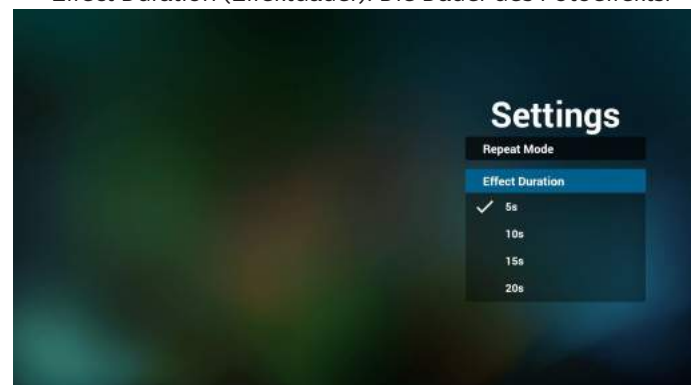 Effect Duration (Effektdauer): Die Dauer des Fotoeffekts.
Settings
Repeat Mode
Effect Duration
5s
10s
15s
20s